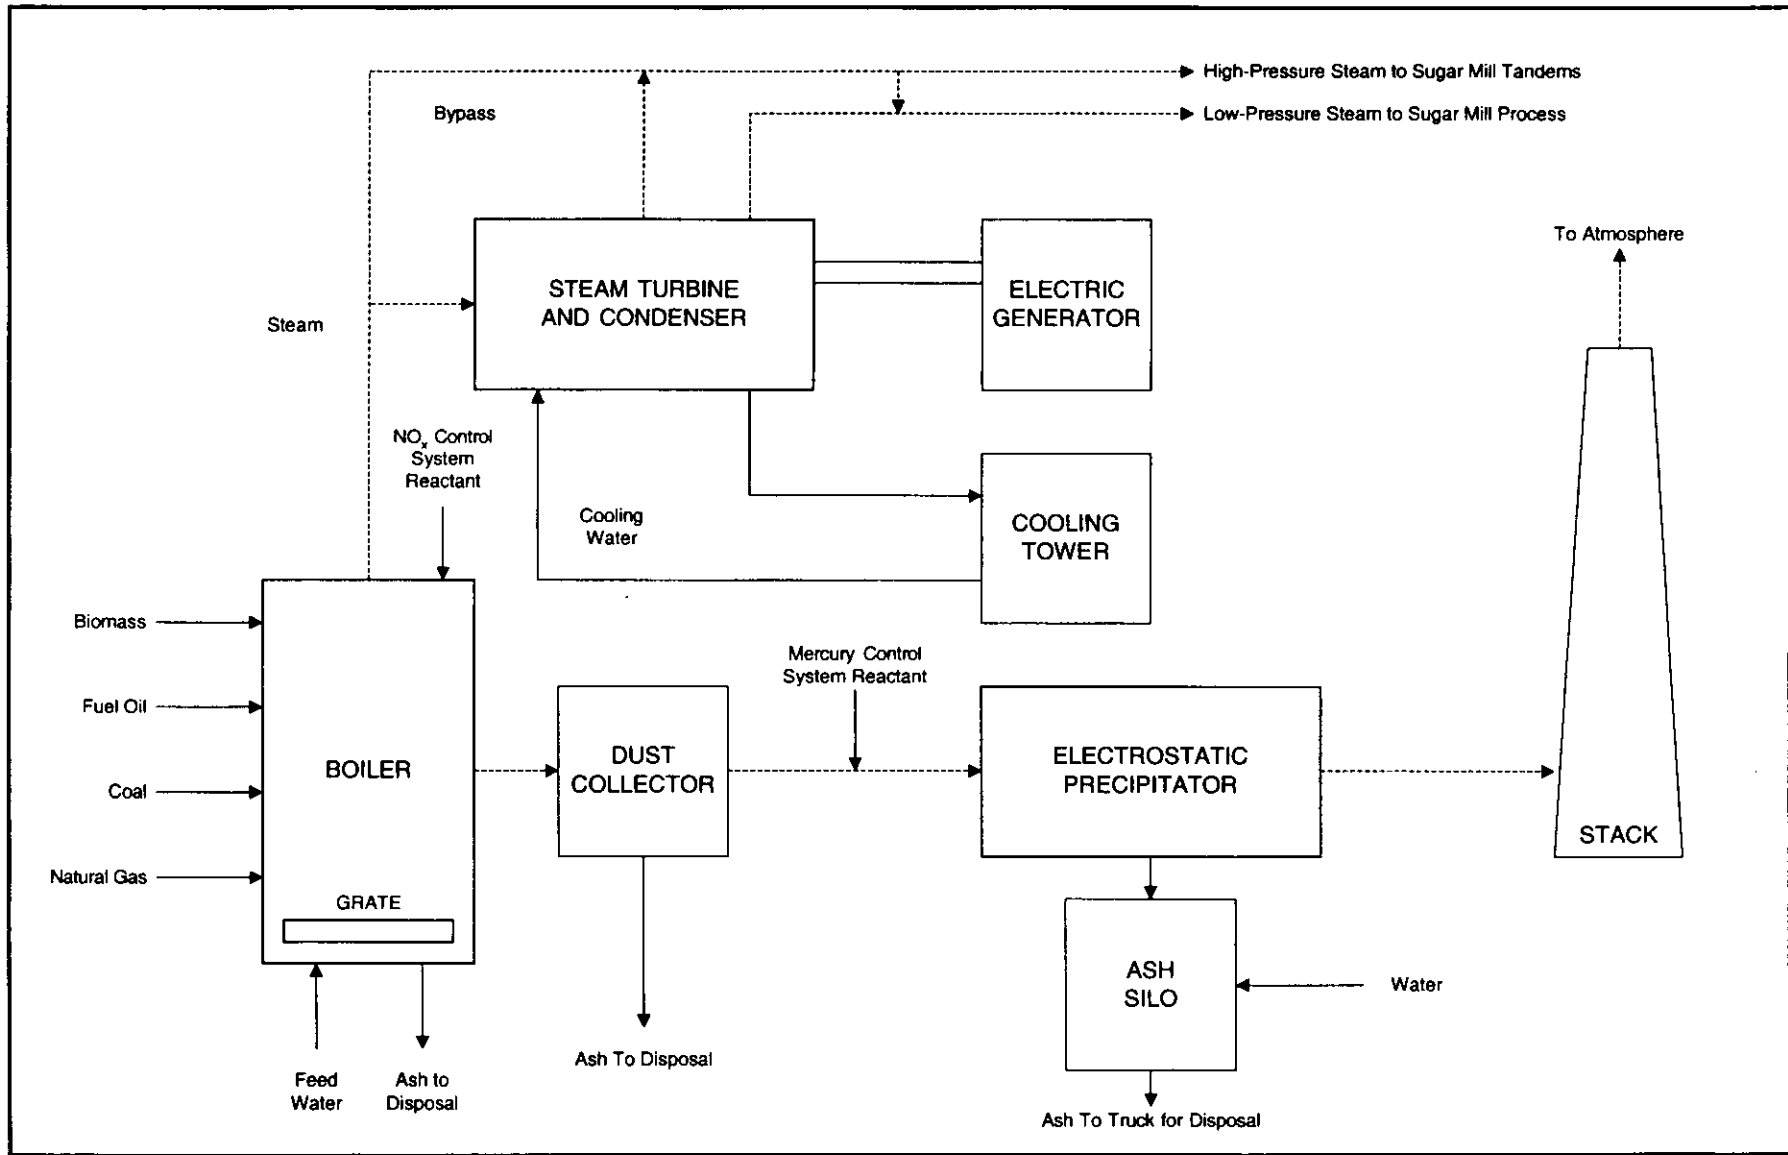 High-Pressure Steam to Sugar Mill Tandems
Bypass
Low-Pressure Steam to Sugar Mill Process
To Atmosphere
STEAM TURBINE
AND CONDENSER
ELECTRIC
GENERATOR
Steam
NOx Control
System
Reactant
Cooling
Water
COOLING
TOWER
Biomass
Fuel Oil
Coal
Natural Gas
BOILER
GRATE
Mercury Control
System Reactant
DUST
COLLECTOR
ELECTROSTATIC
PRECIPITATOR
STACK
ASH
SILO
Water
Feed
Water
Ash to
Disposal
Ash To Disposal
Ash To Truck for Disposal